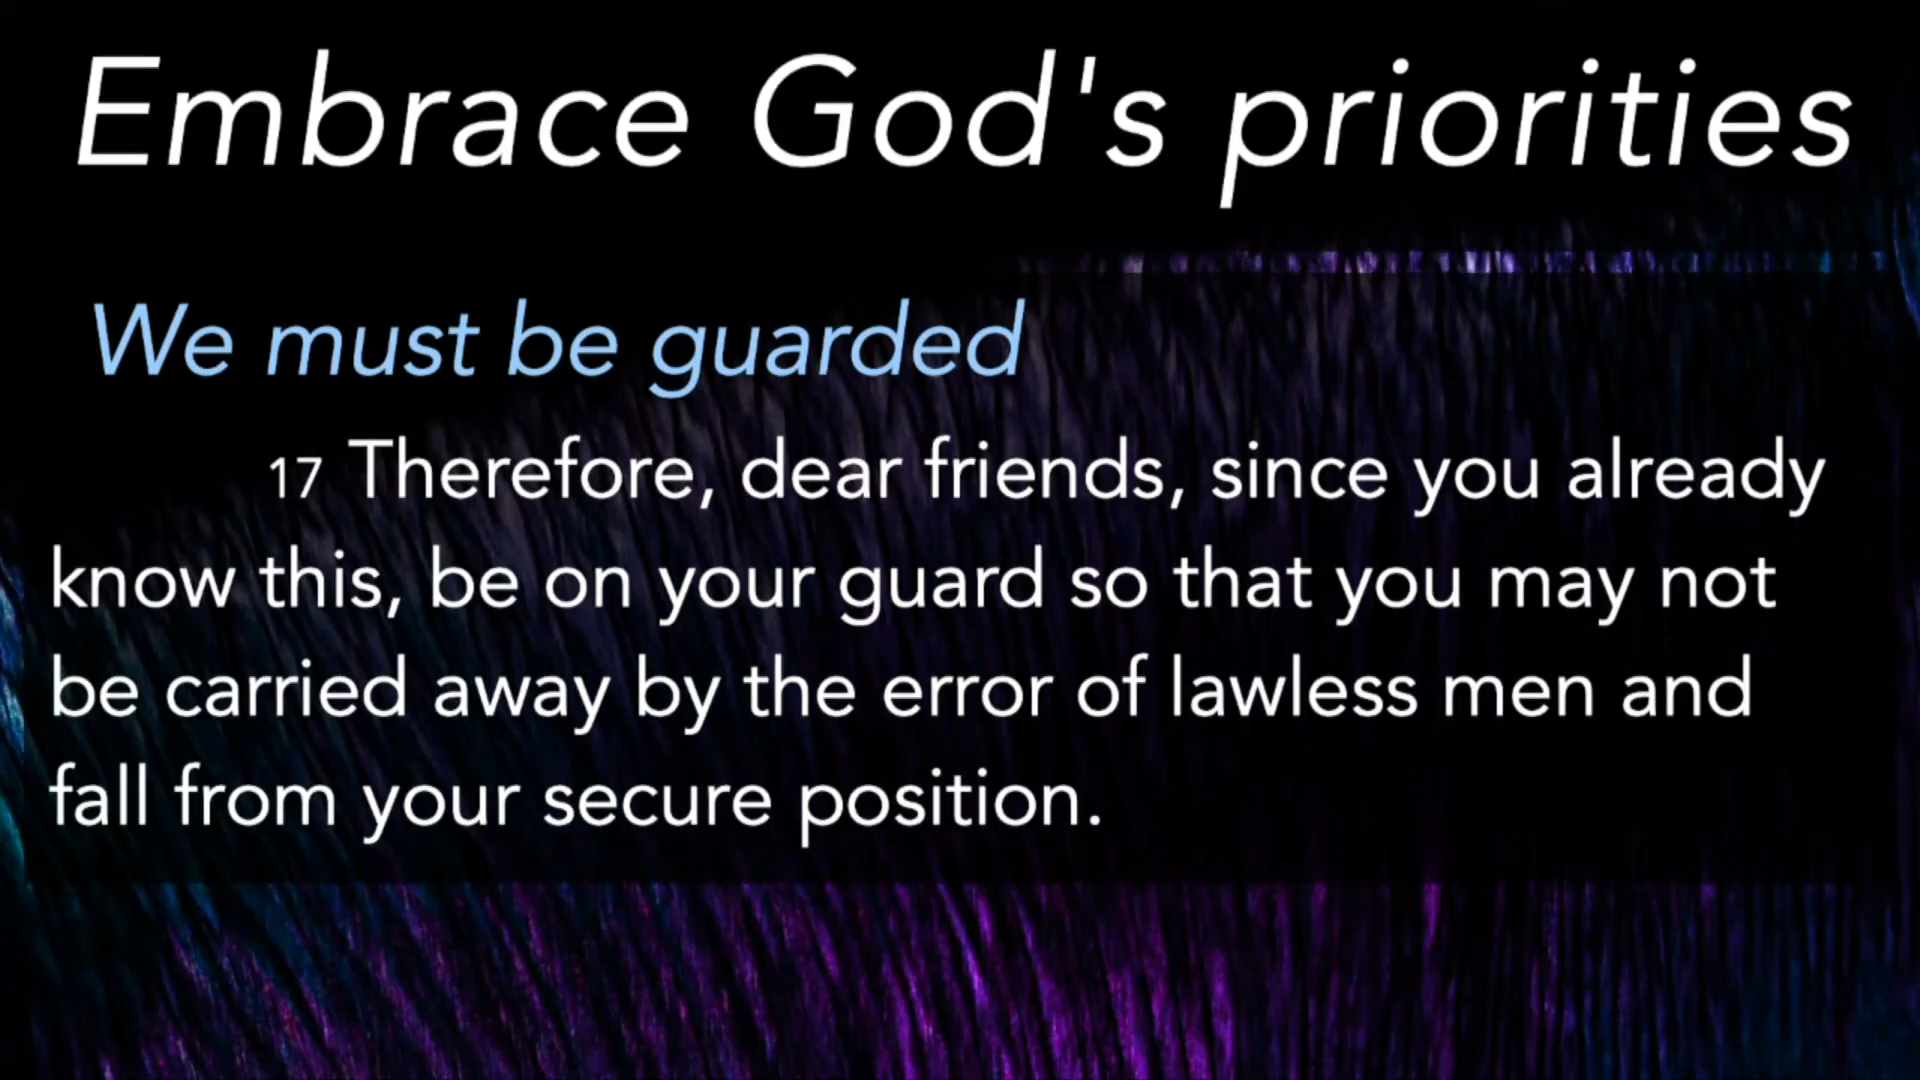 Embrace God's priorities
We must be guarded
17 Therefore, dear friends, since you already
know this, be on your guard so that you may not
be carried away by the error of lawless men and
fall from your secure position.